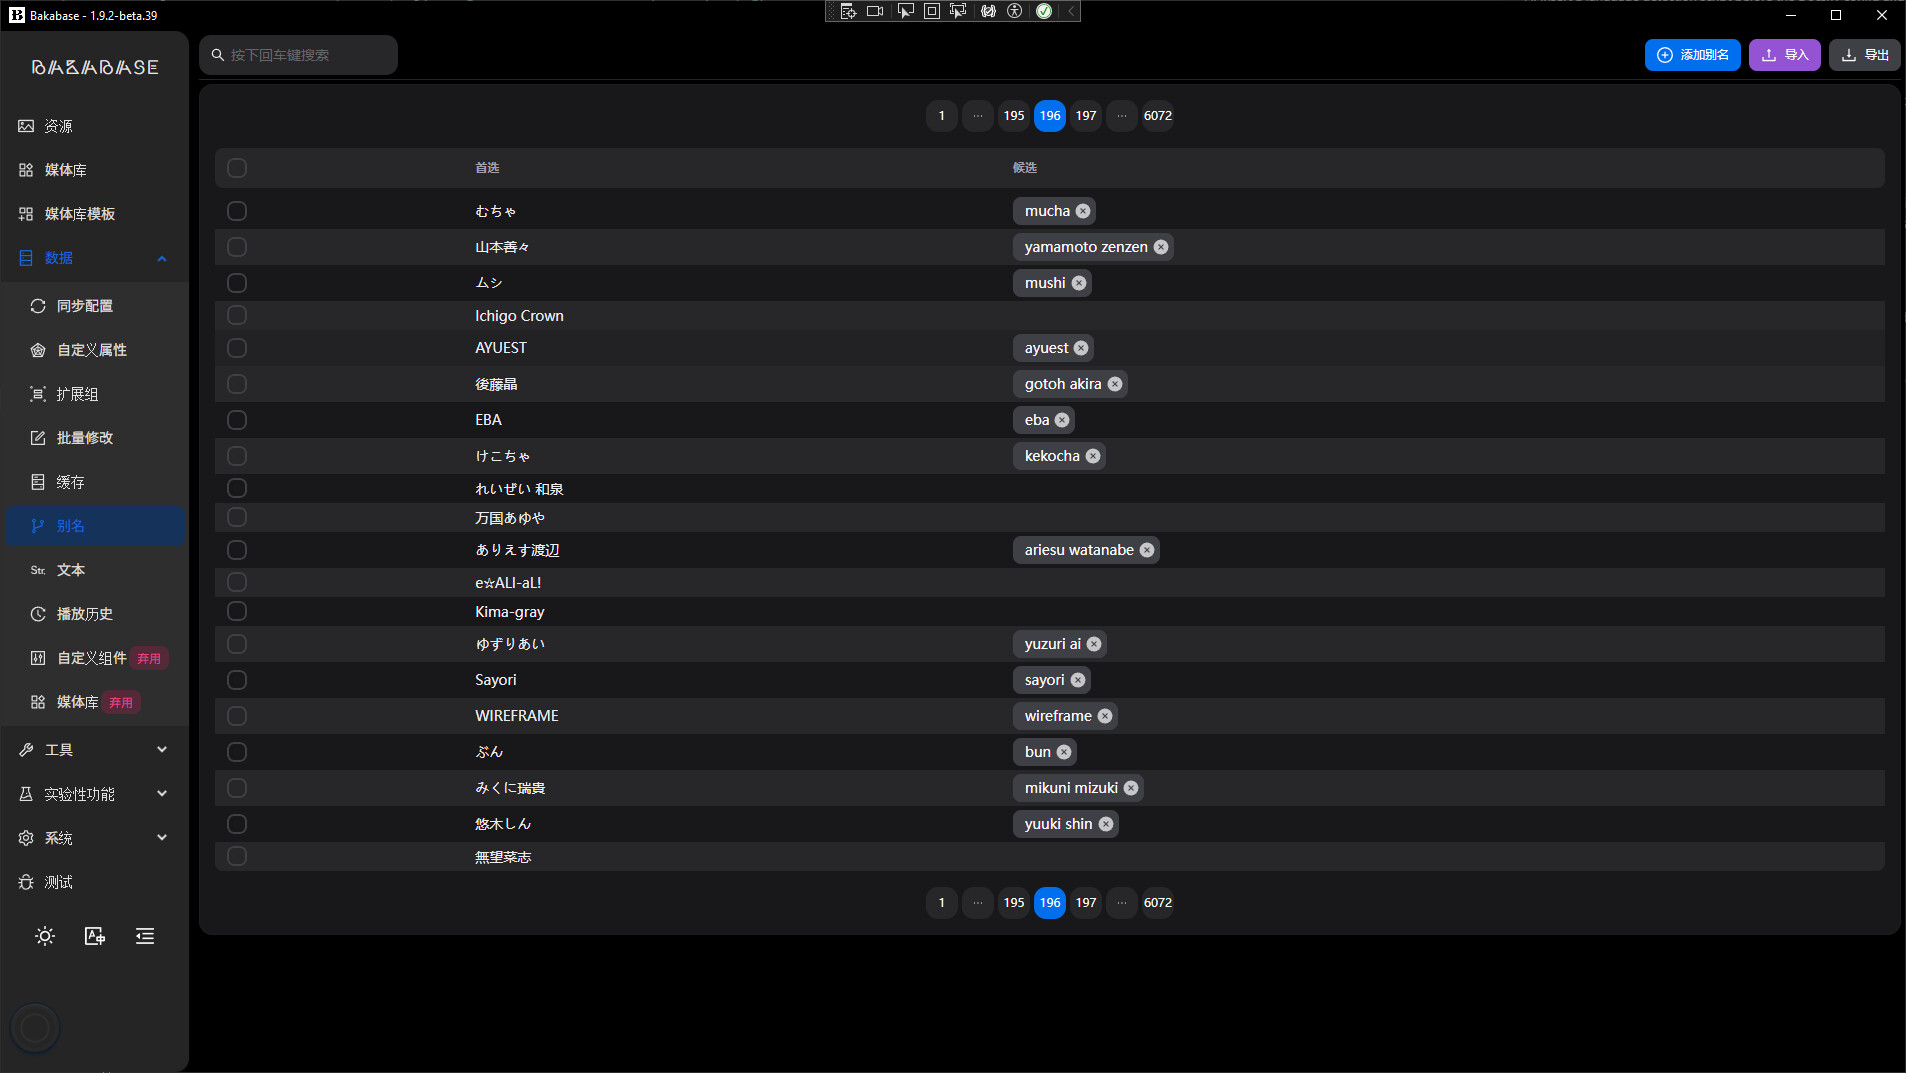 Bakabase - 1.9.2-beta.39
BAKABASE
按下回车键搜索
添加别名
导入
导出
资源
媒体库
媒体库模板
数据
同步配置
自定义属性
扩展组
批量修改
缓存
别名
Str. 文本
播放历史
自定义组件 弃用
媒体库 弃用
工具
实验性功能
系统
测试
1 ... 195 196 197 ... 6072
首选 候选
むちゃ mucha
山本善々 yamamoto zenzen
ムシ mushi
Ichigo Crown
AYUEST ayuest
後藤晶 gotoh akira
EBA eba
けこちゃ kekocha
れいぜい 和泉
万国あゆや
ありえす渡辺 ariesu watanabe
e☆ALI-aL!
Kima-gray
ゆずりあい yuzuri ai
Sayori sayori
WIREFRAME wireframe
ぶん bun
みくに瑞貴 mikuni mizuki
悠木しん yuuki shin
無望菜志
1 ... 195 196 197 ... 6072